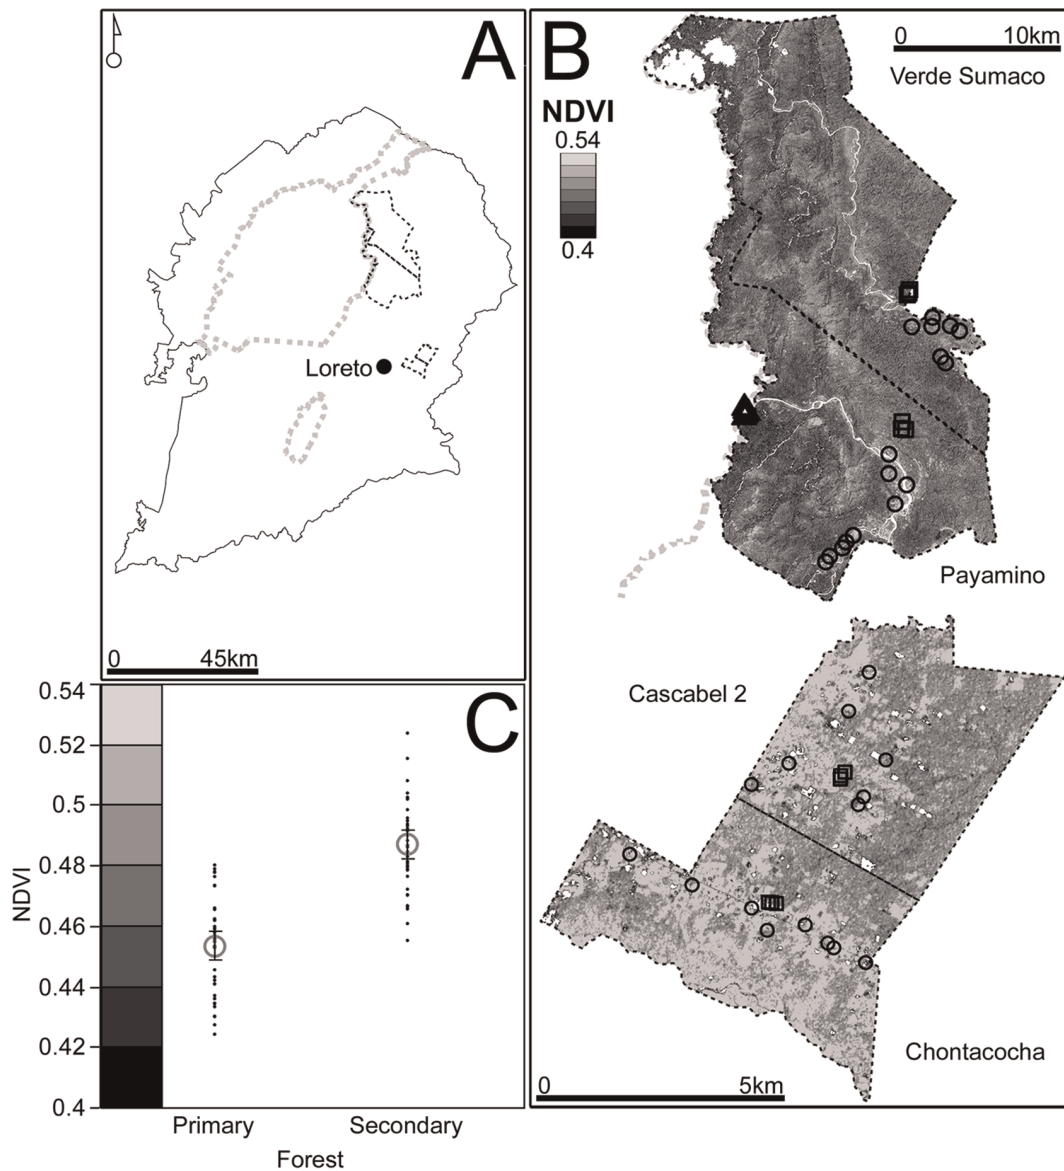 A
Loreto
0 45km
B
0 10km
Verde Sumaco
NDVI
0.54
0.4
Payamino
Cascabel 2
Chontacocha
0 5km
C
0.54
0.52
0.5
0.48
0.46
0.44
0.42
0.4
NDVI
Primary Secondary
Forest